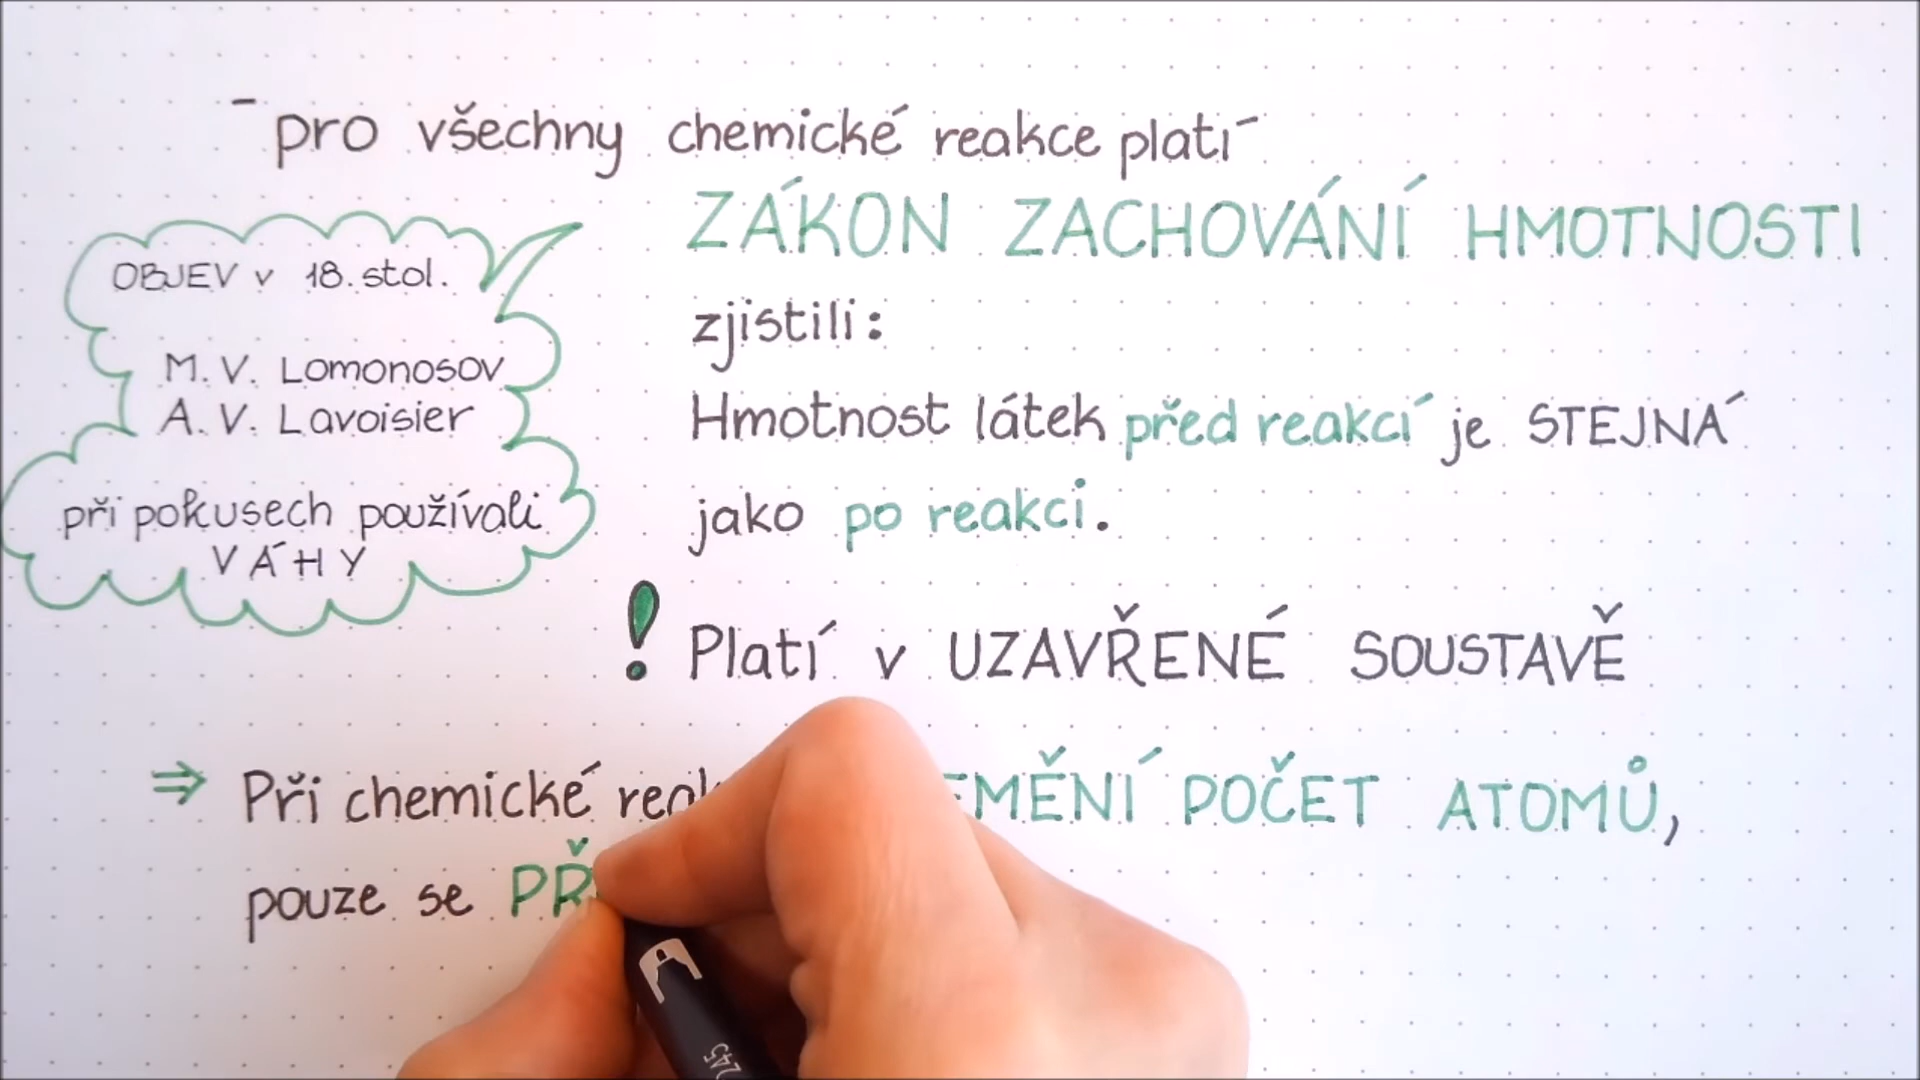 - pro všechny chemické reakce platí
ZÁKON ZACHOVÁNÍ HMOTNOSTI
OBJEV v 18. stol.
M. V. Lomonosov
A. V. Lavoisier
při pokusech používali
VÁHY
zjistili:
Hmotnost látek před reakcí je STEJNÁ
jako po reakci.
! Platí v UZAVŘENÉ SOUSTAVĚ
⇒ Při chemické POČET ATOMŮ,
pouze se PŘ
245